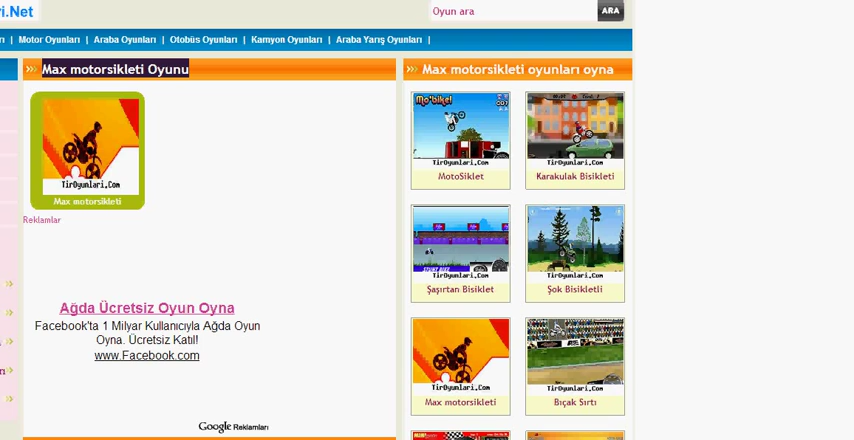 i.Net
Oyun ara
ARA
rı | Motor Oyunları | Araba Oyunları | Otobüs Oyunları | Kamyon Oyunları | Araba Yarış Oyunları |
Max motorsikleti Oyunu
TirOyunlari.Com
Max motorsikleti
Reklamlar
Ağda Ücretsiz Oyun Oyna
Facebook'ta 1 Milyar Kullanıcıyla Ağda Oyun
Oyna. Ücretsiz Katıl!
www.Facebook.com
Google Reklamları
Max motorsikleti oyunları oyna
Mo'bike!
TirOyunlari.Com
MotoSiklet
TirOyunlari.Com
Karakulak Bisikleti
TirOyunlari.Com
Şaşırtan Bisiklet
TirOyunlari.Com
Şok Bisikletli
TirOyunlari.Com
Max motorsikleti
TirOyunlari.Com
Bıçak Sırtı